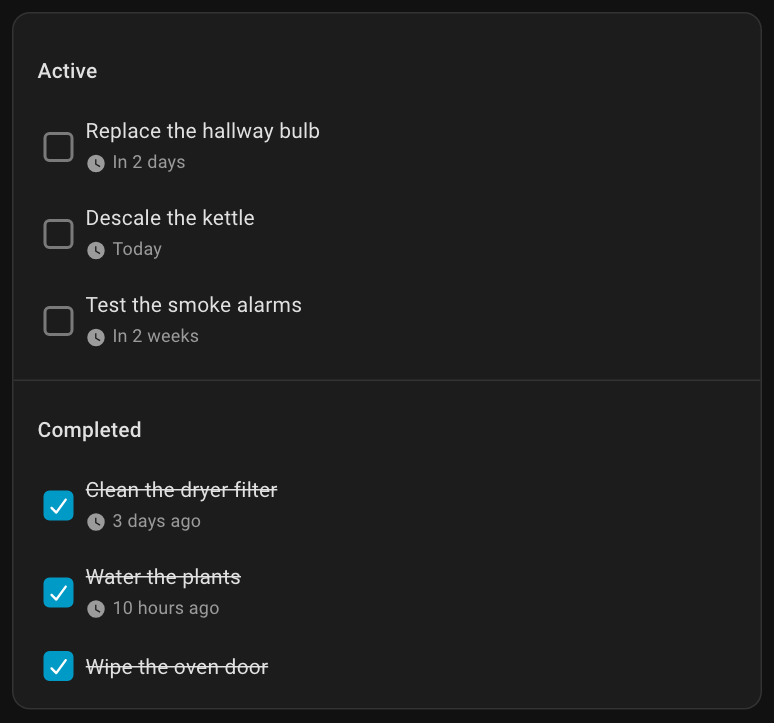 Active
Replace the hallway bulb
In 2 days
Descale the kettle
Today
Test the smoke alarms
In 2 weeks
Completed
Clean the dryer filter
3 days ago
Water the plants
10 hours ago
Wipe the oven door